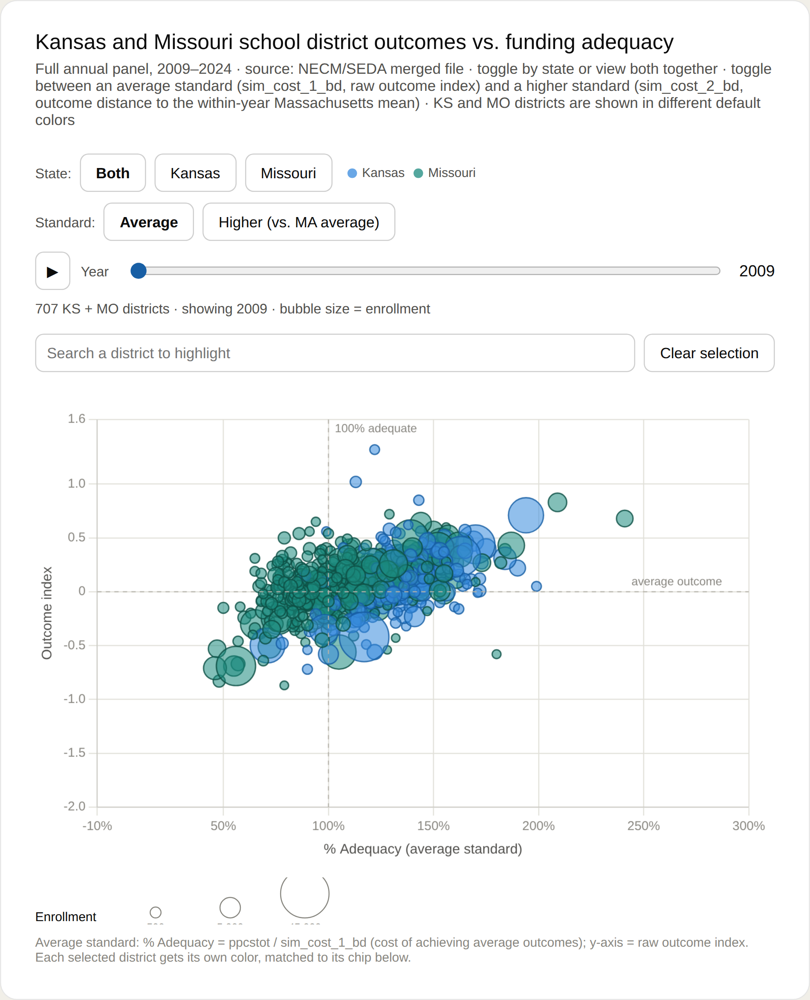 Kansas and Missouri school district outcomes vs. funding adequacy
Full annual panel, 2009–2024 · source: NECM/SEDA merged file · toggle by state or view both together · toggle
between an average standard (sim_cost_1_bd, raw outcome index) and a higher standard (sim_cost_2_bd,
outcome distance to the within-year Massachusetts mean) · KS and MO districts are shown in different default
colors
State: Both Kansas Missouri Kansas Missouri
Standard: Average Higher (vs. MA average)
▶ Year 2009
707 KS + MO districts · showing 2009 · bubble size = enrollment
Search a district to highlight Clear selection
1.6
100% adequate
1.0
0.5
average outcome
0
Outcome index
-0.5
-1.0
-1.5
-2.0
-10% 50% 100% 150% 200% 250% 300%
% Adequacy (average standard)
Enrollment
Average standard: % Adequacy = ppcstot / sim_cost_1_bd (cost of achieving average outcomes); y-axis = raw outcome index.
Each selected district gets its own color, matched to its chip below.